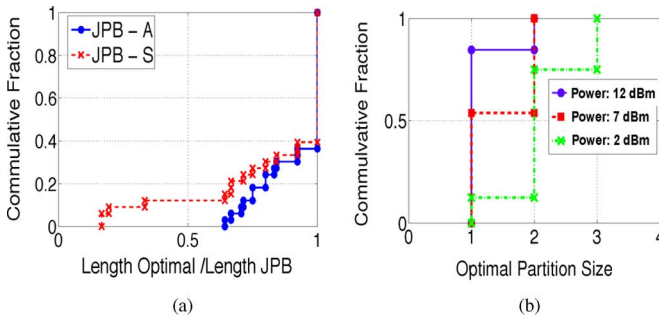 Commulative Fraction
1
0.8
0.6
0.4
0.2
0
JPB – A
JPB – S
0
0.5
1
Length Optimal /Length JPB
(a)
Commulvative Fraction
1
0.5
0
Power: 12 dBm
Power: 7 dBm
Power: 2 dBm
0
1
2
3
4
Optimal Partition Size
(b)